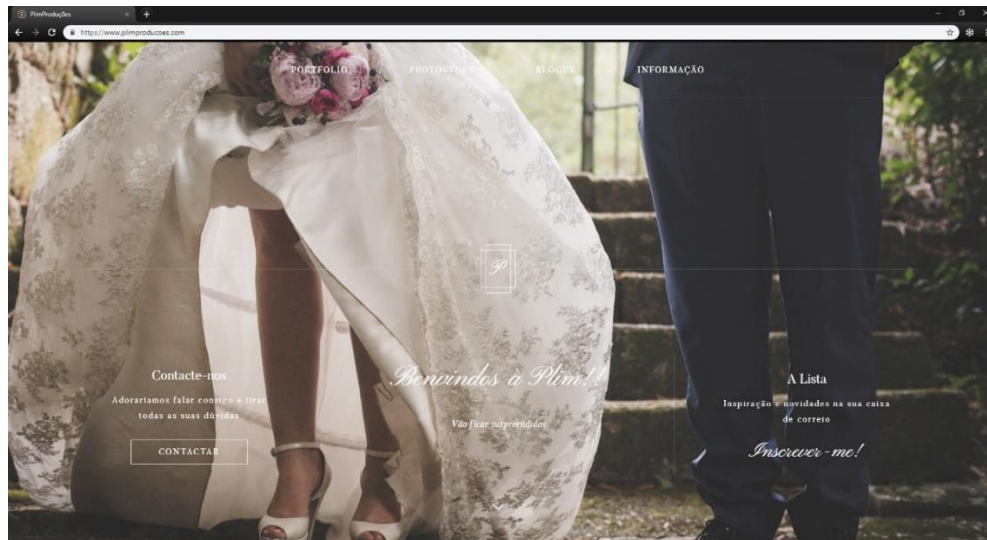 PlimProduções
https://www.plimproducoes.com
PORTFOLIO
BLOGUE
INFORMAÇÃO
P
Contacte-nos
Adoraríamos falar consigo e tirar
todas as suas dúvidas
CONTACTAR
Benvindos à Plim!!
Vão ficar surpreendidos
A Lista
Inspiração e novidades na sua caixa
de correio
Inscrever-me!